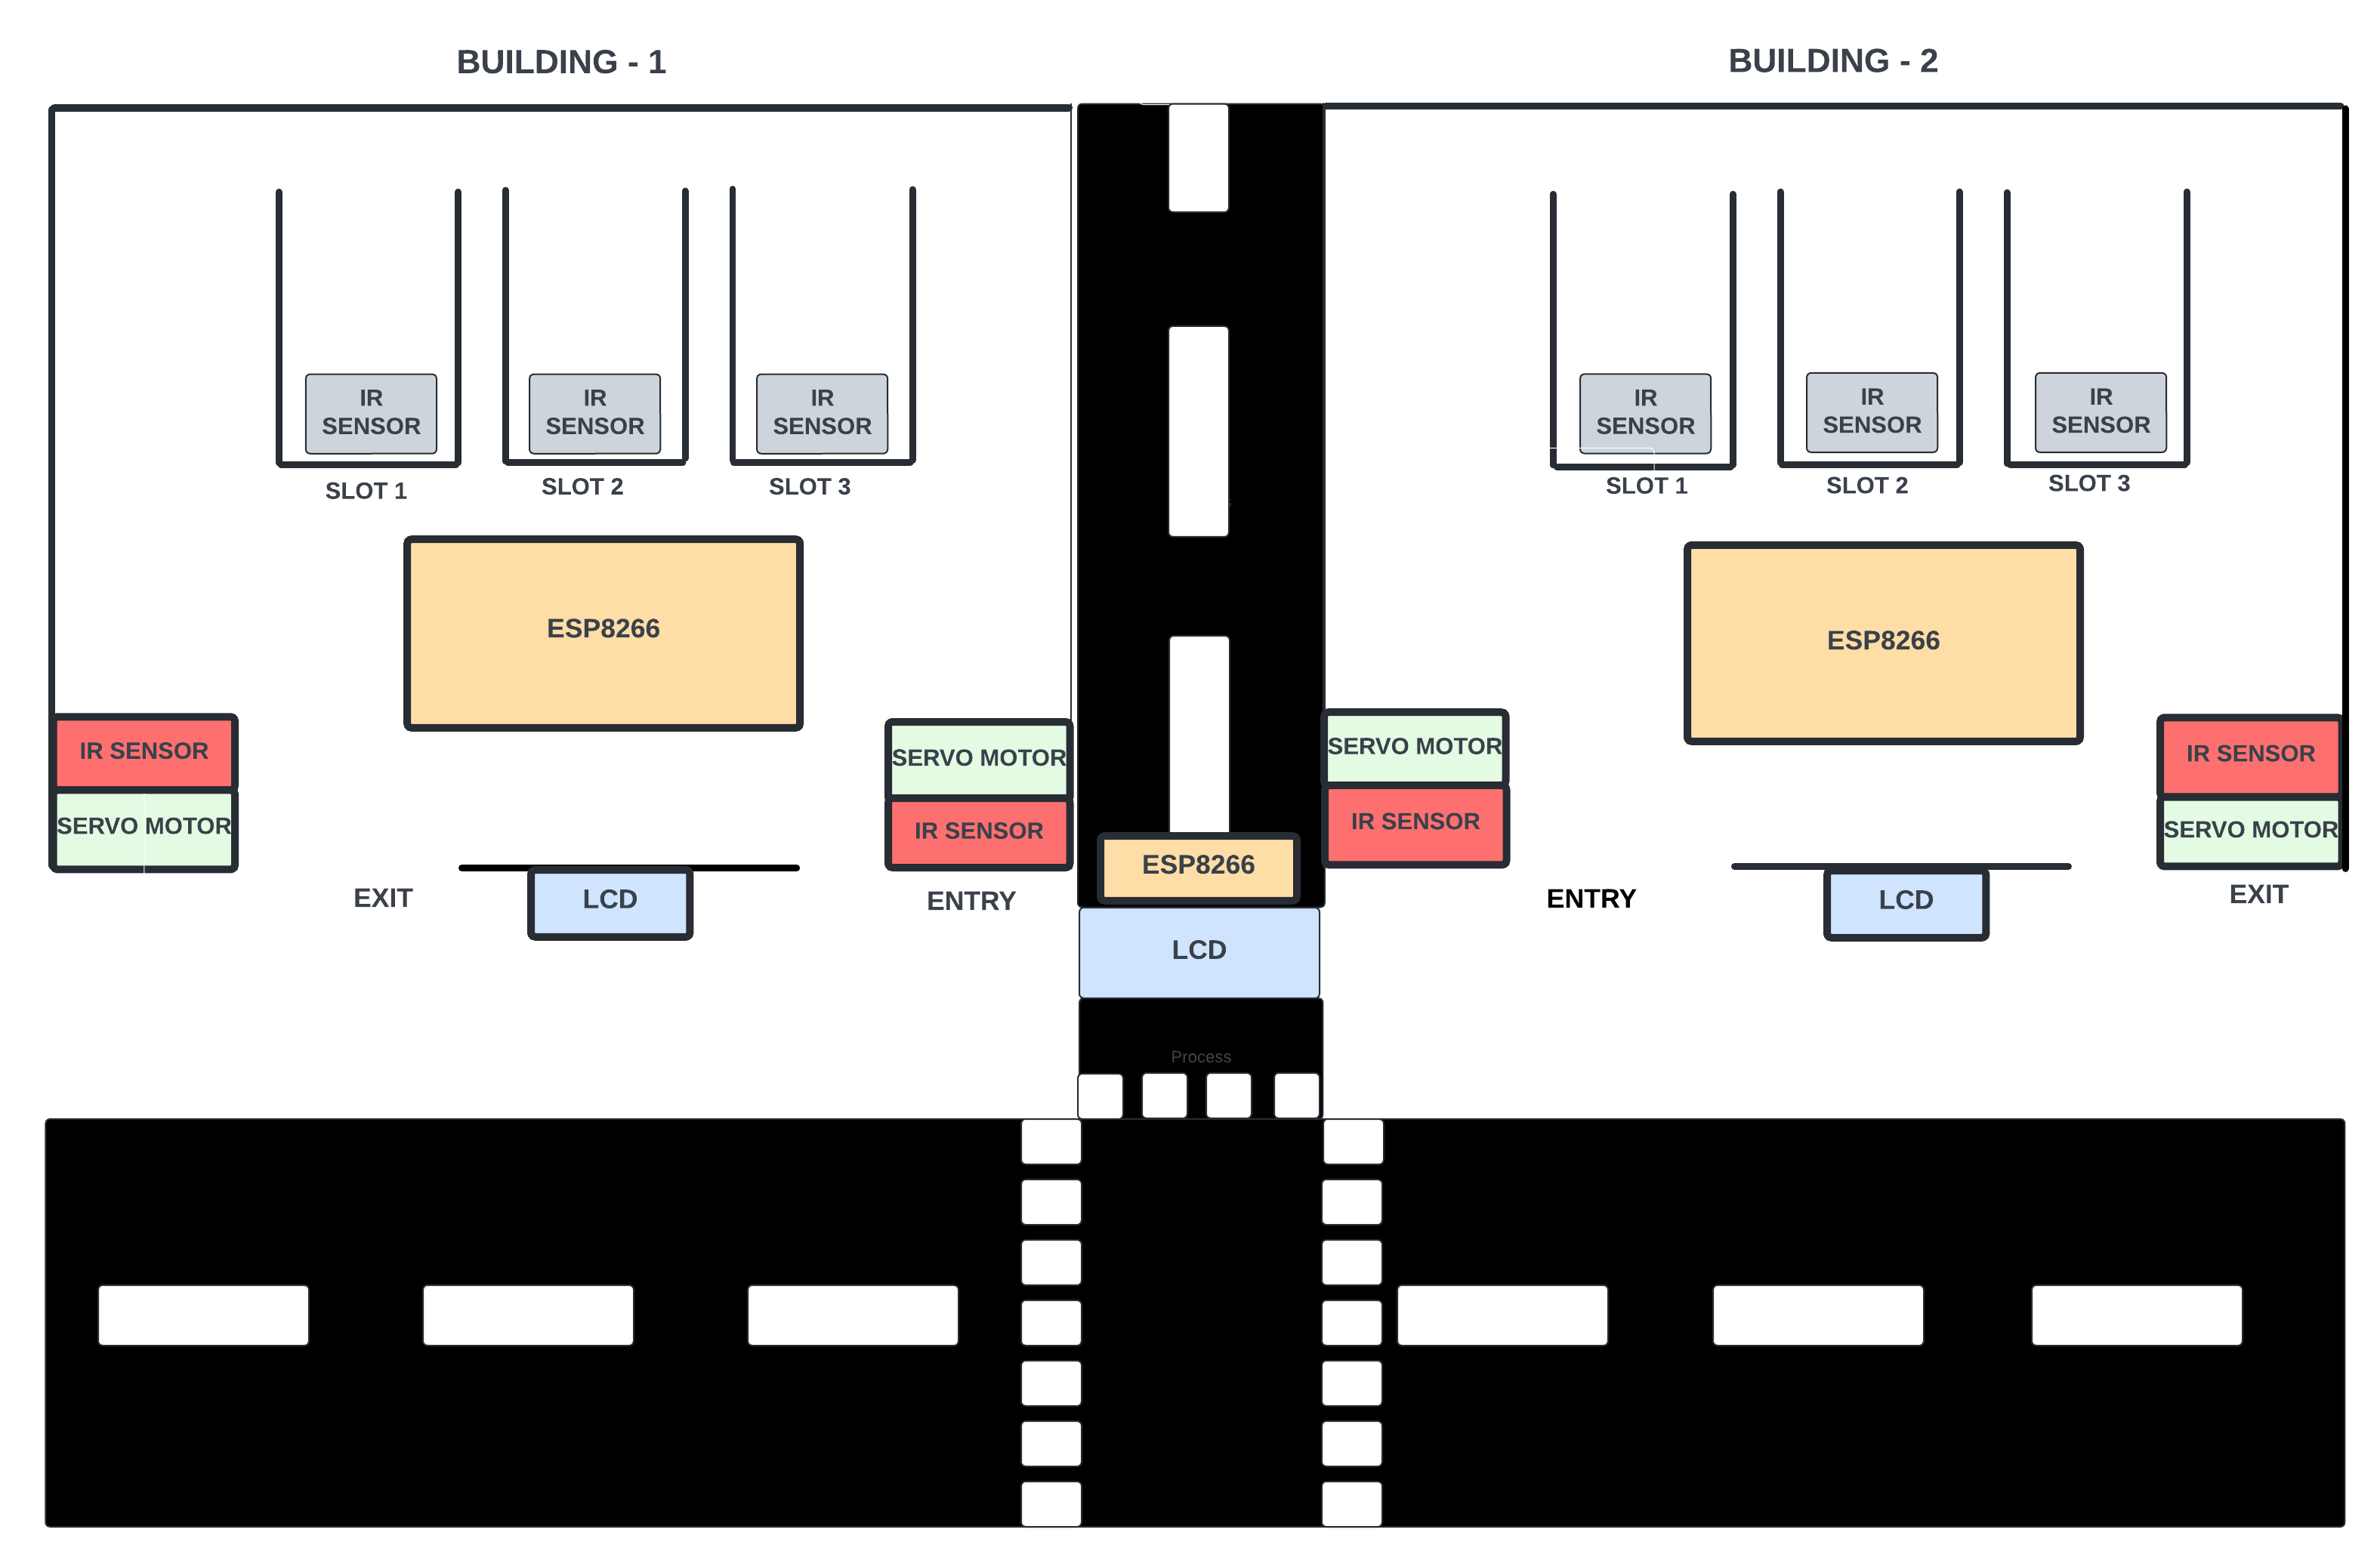 BUILDING - 1
BUILDING - 2
IR
SENSOR
IR
SENSOR
IR
SENSOR
SLOT 1
SLOT 2
SLOT 3
IR
SENSOR
IR
SENSOR
IR
SENSOR
SLOT 1
SLOT 2
SLOT 3
ESP8266
ESP8266
IR SENSOR
SERVO MOTOR
SERVO MOTOR
IR SENSOR
SERVO MOTOR
IR SENSOR
IR SENSOR
SERVO MOTOR
EXIT
LCD
ENTRY
ESP8266
LCD
ENTRY
LCD
EXIT
Process